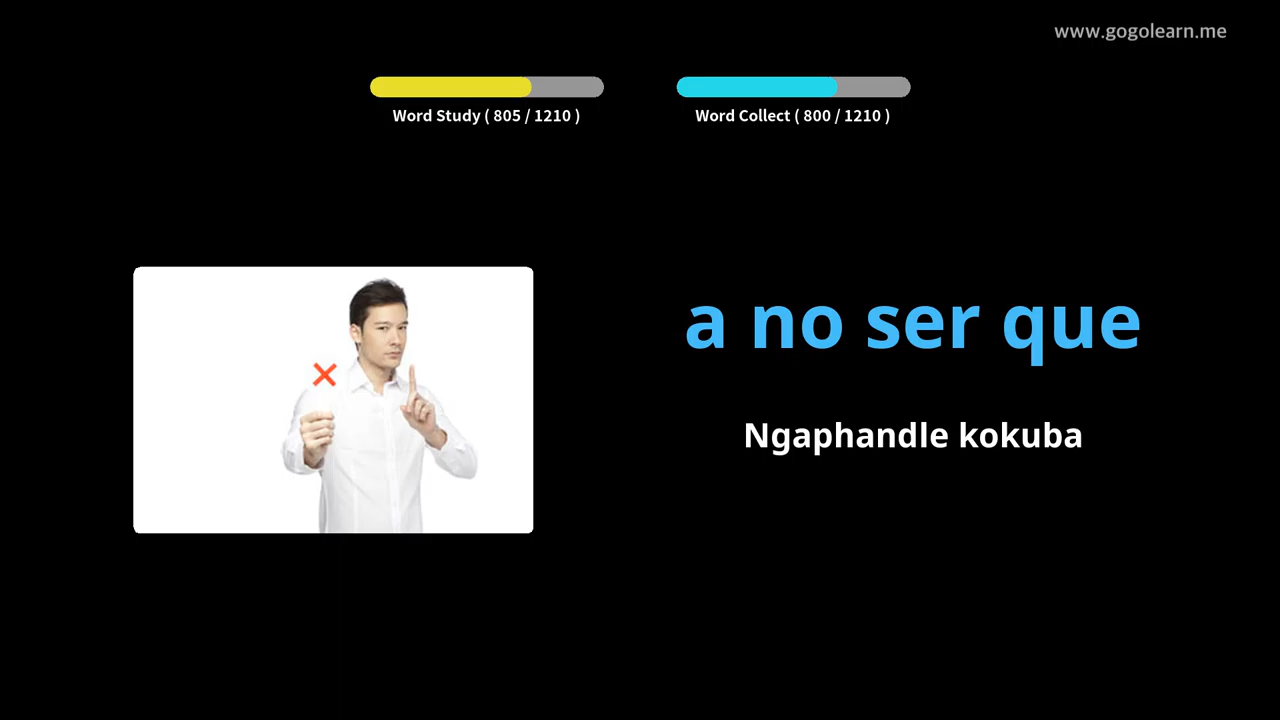 www.gogolearn.me
Word Study ( 805 / 1210 )
Word Collect ( 800 / 1210 )
a no ser que
Ngaphandle kokuba